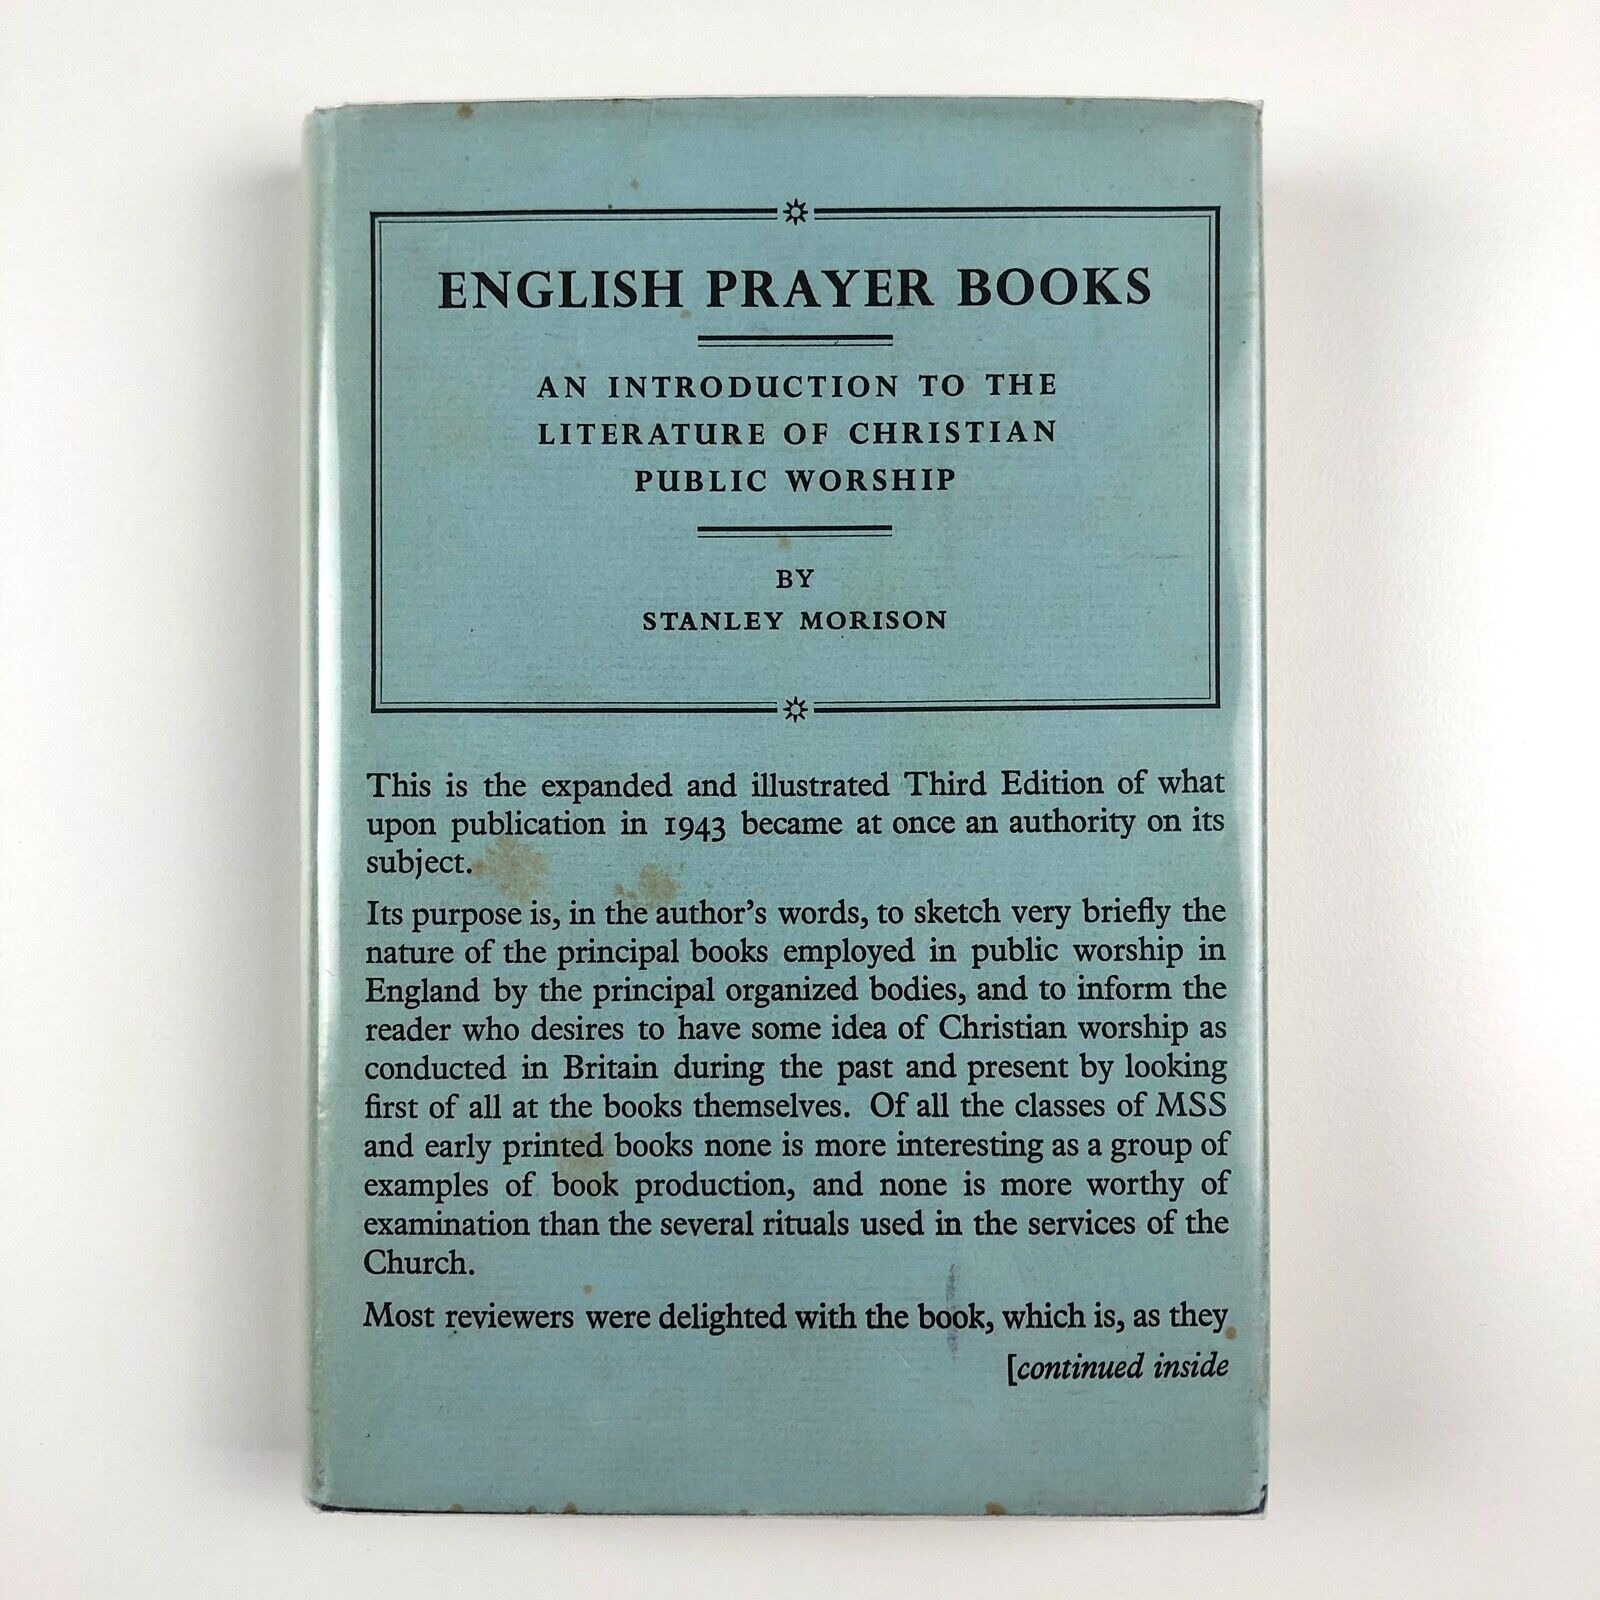 ENGLISH PRAYER BOOKS
AN INTRODUCTION TO THE
LITERATURE OF CHRISTIAN
PUBLIC WORSHIP
BY
STANLEY MORISON
This is the expanded and illustrated Third Edition of what
upon publication in 1943 became at once an authority on its
subject.
Its purpose is, in the author's words, to sketch very briefly the
nature of the principal books employed in public worship in
England by the principal organized bodies, and to inform the
reader who desires to have some idea of Christian worship as
conducted in Britain during the past and present by looking
first of all at the books themselves. Of all the classes of MSS
and early printed books none is more interesting as a group of
examples of book production, and none is more worthy of
examination than the several rituals used in the services of the
Church.
Most reviewers were delighted with the book, which is, as they
[continued inside